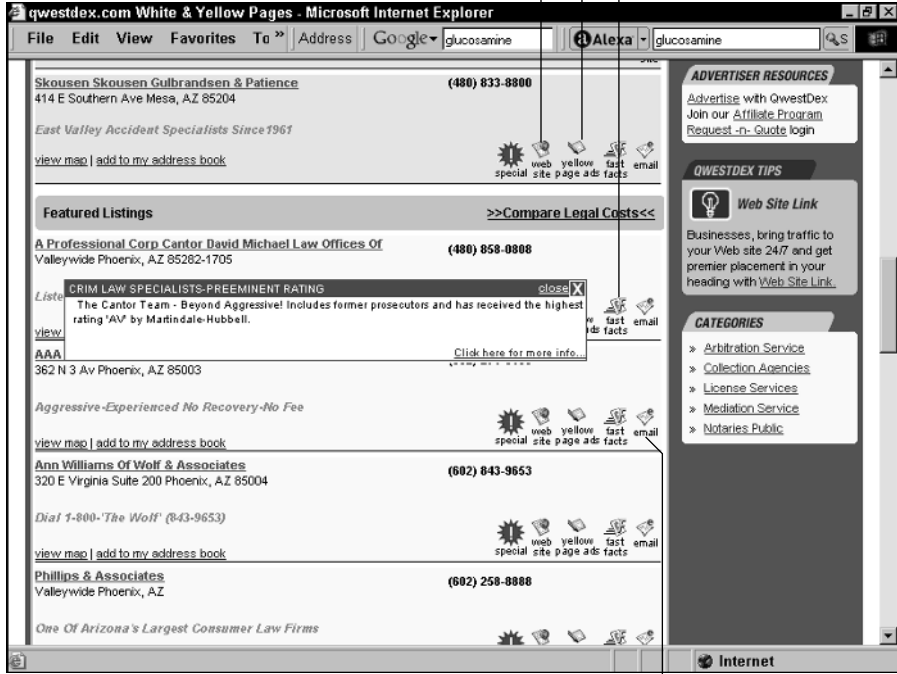 qwestdex.com White & Yellow Pages - Microsoft Internet Explorer
File Edit View Favorites To » Address Google glucosamine Alexa glucosamine S
Skousen Skousen Gulbrandsen & Patience (480) 833-8800
414 E Southern Ave Mesa, AZ 85204
East Valley Accident Specialists Since1961
view map | add to my address book
special web site yellow page ads fast facts email
Featured Listings >>Compare Legal Costs<<
A Professional Corp Cantor David Michael Law Offices Of (480) 858-0808
Valleywide Phoenix, AZ 85282-1705
Liste
CRIM LAW SPECIALISTS-PREEMINENT RATING close X
The Cantor Team - Beyond Aggressive! Includes former prosecutors and has received the highest
rating 'AV' by Martindale-Hubbell.
Click here for more info...
view
fast facts email
AAA
362 N 3 Av Phoenix, AZ 85003
Aggressive-Experienced No Recovery-No Fee
view map | add to my address book
special web site yellow page ads fast facts email
Ann Williams Of Wolf & Associates (602) 843-9653
320 E Virginia Suite 200 Phoenix, AZ 85004
Dial 1-800-'The Wolf' (843-9653)
view map | add to my address book
special web site yellow page ads fast facts email
Phillips & Associates (602) 258-8888
Valleywide Phoenix, AZ
One Of Arizona's Largest Consumer Law Firms
ADVERTISER RESOURCES
Advertise with QwestDex
Join our Affiliate Program
Request -n- Quote login
QWESTDEX TIPS
Web Site Link
Businesses, bring traffic to
your Web site 24/7 and get
premier placement in your
heading with Web Site Link.
CATEGORIES
» Arbitration Service
» Collection Agencies
» License Services
» Mediation Service
» Notaries Public
Internet